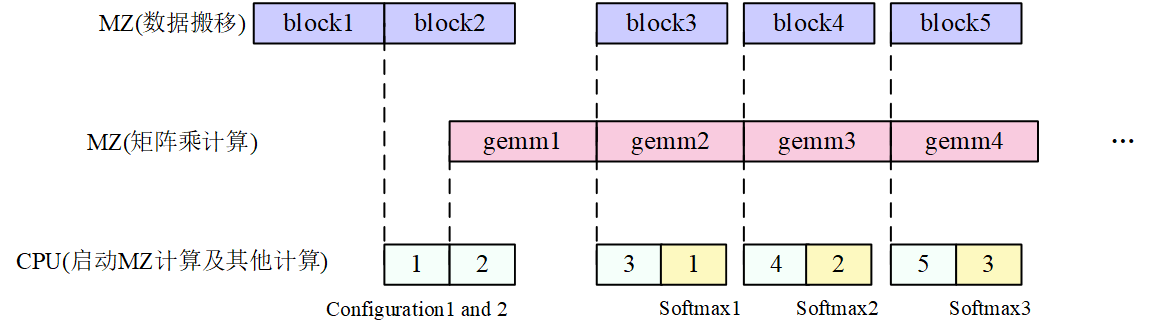 MZ(数据搬移)
block1
block2
block3
block4
block5
MZ(矩阵乘计算)
gemm1
gemm2
gemm3
gemm4
...
CPU(启动MZ计算及其他计算)
1
2
3
1
4
2
5
3
Configuration1 and 2
Softmax1
Softmax2
Softmax3